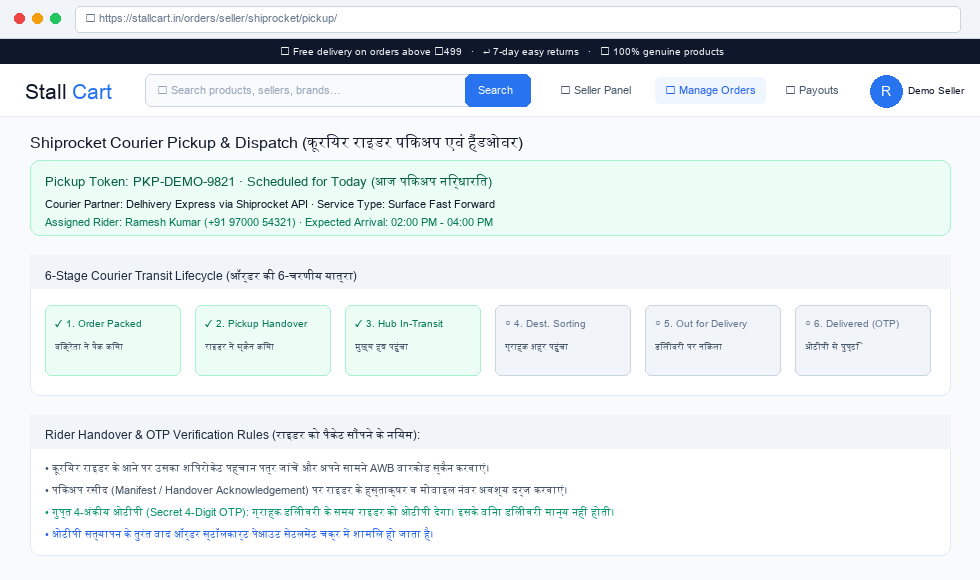 https://stallcart.in/orders/seller/shiprocket/pickup/
Free delivery on orders above 499 · ↵ 7-day easy returns · 100% genuine products
Stall Cart
Search products, sellers, brands...
Search
Seller Panel
Manage Orders
Payouts
R
Demo Seller
Shiprocket Courier Pickup & Dispatch (कूरियर राइडर पिकअप एवं हैंडओवर)
Pickup Token: PKP-DEMO-9821 · Scheduled for Today (आज पिकअप निर्धारित)
Courier Partner: Delhivery Express via Shiprocket API · Service Type: Surface Fast Forward
Assigned Rider: Ramesh Kumar (+91 97000 54321) · Expected Arrival: 02:00 PM - 04:00 PM
6-Stage Courier Transit Lifecycle (ऑर्डर की 6-चरणीय यात्रा)
✓ 1. Order Packed
विक्रेता ने पैक किया
✓ 2. Pickup Handover
राइडर ने स्कैन किया
✓ 3. Hub In-Transit
मुख्य हब पहुंचा
○ 4. Dest. Sorting
ग्राहक शहर पहुंचा
○ 5. Out for Delivery
डिलीवरी पर निकला
○ 6. Delivered (OTP)
ओटीपी से पुष्टि
Rider Handover & OTP Verification Rules (राइडर को पैकेट सौंपने के नियम):
• कूरियर राइडर के आने पर उसका शिपरोकेट पहचान पत्र जांचें और अपने सामने AWB बारकोड स्कैन करवाएं।
• पिकअप रसीद (Manifest / Handover Acknowledgement) पर राइडर के हस्ताक्षर व मोबाइल नंबर अवश्य दर्ज करवाएं।
• गुप्त 4-अंकीय ओटीपी (Secret 4-Digit OTP): ग्राहक डिलीवरी के समय राइडर को ओटीपी देगा। इसके बिना डिलीवरी मान्य नहीं होती।
• ओटीपी सत्यापन के तुरंत बाद ऑर्डर स्टॉलकार्ट पेआउट सेटलमेंट चक्र में शामिल हो जाता है।